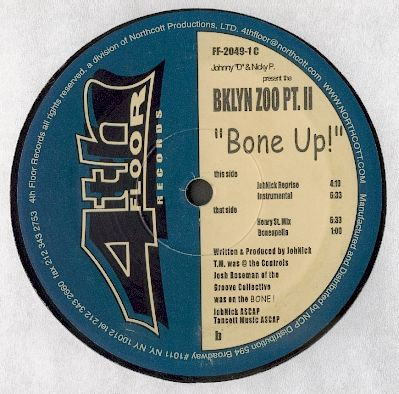 4th Floor Records all rights reserved. a division of Northcott Productions, LTD. 4thfloor@northcott.com
WWW.NORTHCOTT.COM
Manufactured and Distributed by NCP Distribution 594 Broadway #1011 NY, NY 10012 tel 212 343 2660 fax 212 343 2753
4th
FLOOR
RECORDS
FF-2049-1 C
Johnny "D" & Nicky P.
present the
BKLYN ZOO PT. II
"Bone Up!"
this side
JohNick Reprise 4:10
Instrumental 6:33
that side
Henry St. Mix 6:33
Boneapella 1:00
Written & Produced by JohNick
T.M. was @ the Controls
Josh Roseman of the
Groove Collective
was on the BONE!
JohNick ASCAP
Tancott Music ASCAP